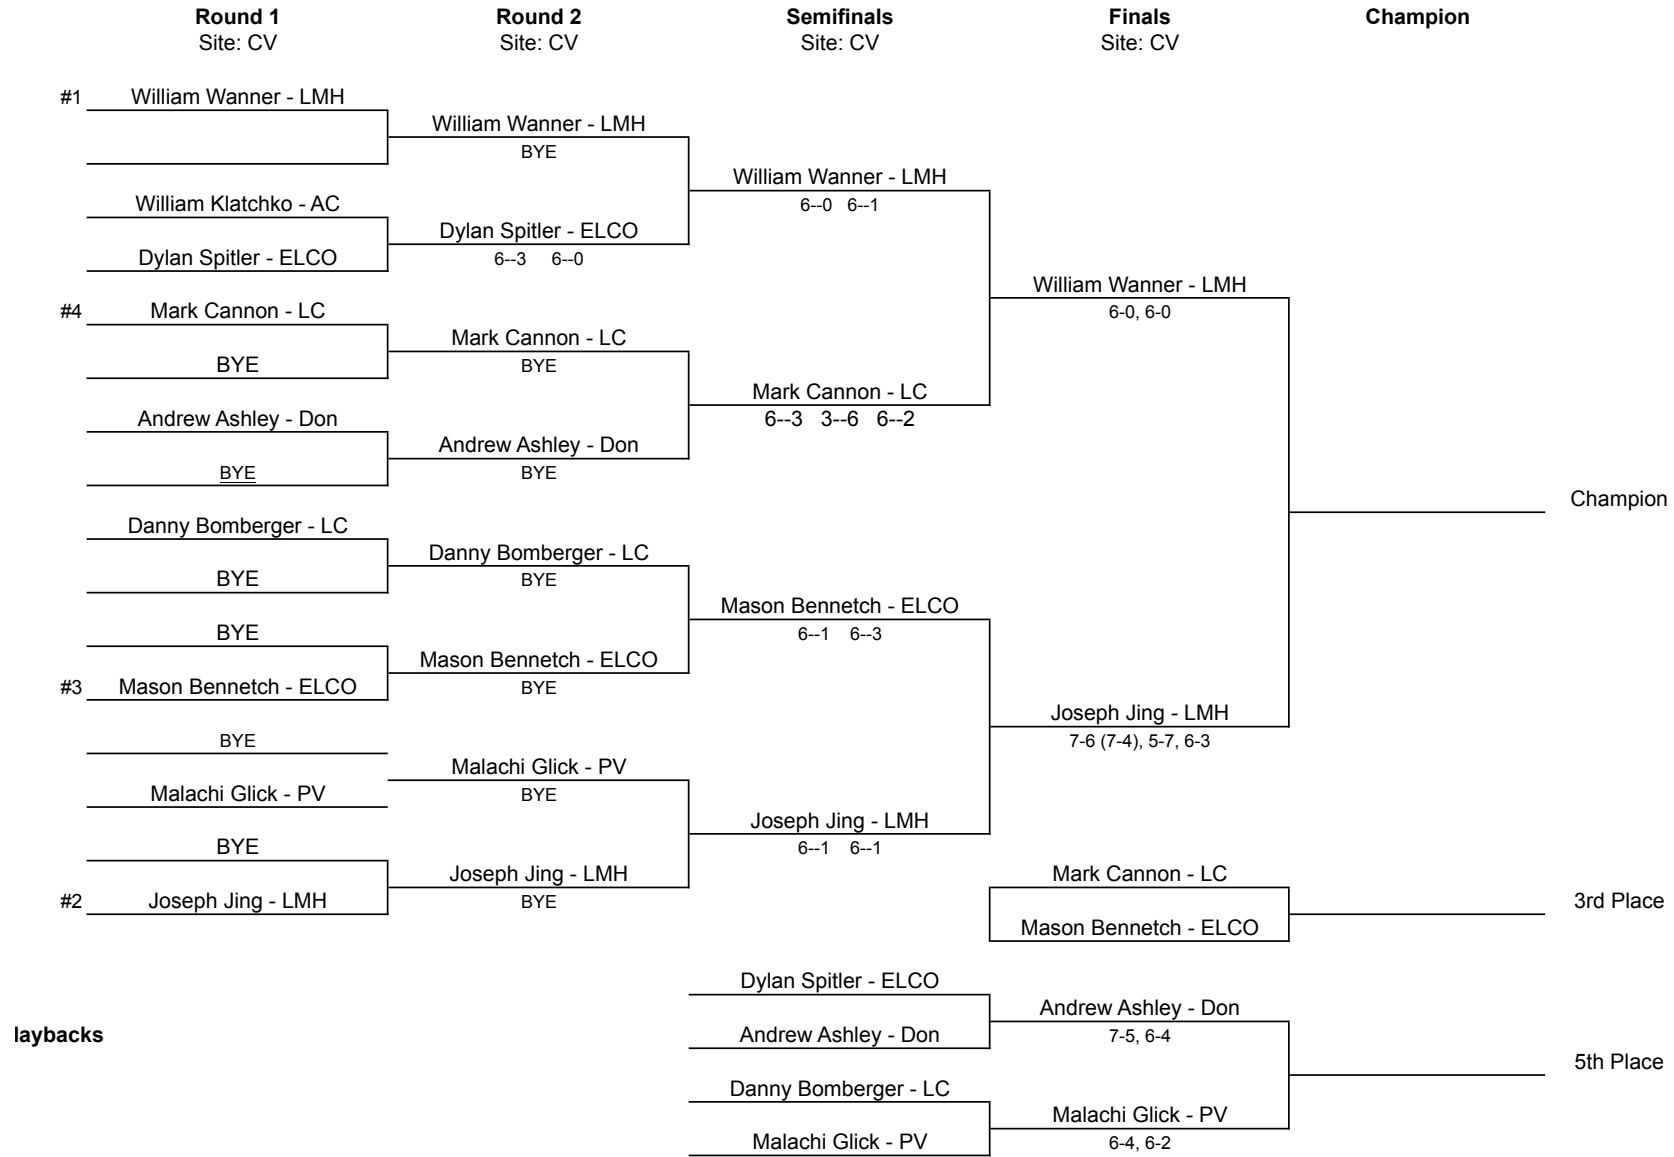 Round 1 Round 2 Semifinals Finals Champion
Site: CV Site: CV Site: CV Site: CV
#1 William Wanner - LMH
William Wanner - LMH
BYE
William Wanner - LMH
6--0 6--1
William Klatchko - AC
Dylan Spitler - ELCO
6--3 6--0
Dylan Spitler - ELCO
William Wanner - LMH
6-0, 6-0
#4 Mark Cannon - LC
Mark Cannon - LC
BYE
BYE
Mark Cannon - LC
6--3 3--6 6--2
Andrew Ashley - Don
Andrew Ashley - Don
BYE
BYE
Champion
Danny Bomberger - LC
Danny Bomberger - LC
BYE
BYE
Mason Bennetch - ELCO
6--1 6--3
BYE
Mason Bennetch - ELCO
BYE
#3 Mason Bennetch - ELCO
Joseph Jing - LMH
7-6 (7-4), 5-7, 6-3
BYE
Malachi Glick - PV
BYE
Malachi Glick - PV
Joseph Jing - LMH
6--1 6--1
BYE
Joseph Jing - LMH
BYE
#2 Joseph Jing - LMH
Mark Cannon - LC
3rd Place
Mason Bennetch - ELCO
Dylan Spitler - ELCO
Andrew Ashley - Don
7-5, 6-4
laybacks
Andrew Ashley - Don
5th Place
Danny Bomberger - LC
Malachi Glick - PV
6-4, 6-2
Malachi Glick - PV